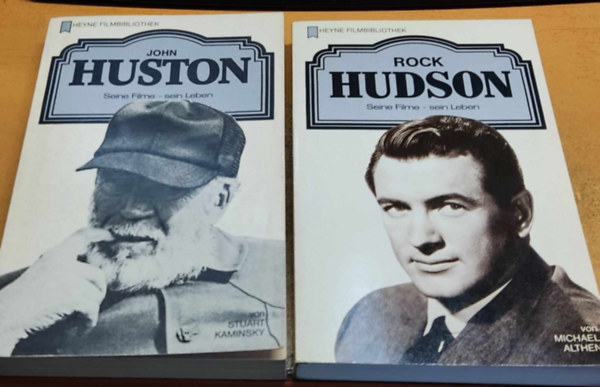 HEYNE FILMBIBLIOTHEK
JOHN
HUSTON
Seine Filme – sein Leben
von
STUART
KAMINSKY
HEYNE FILMBIBLIOTHEK
ROCK
HUDSON
Seine Filme – sein Leben
von
MICHAEL
ALTHEN